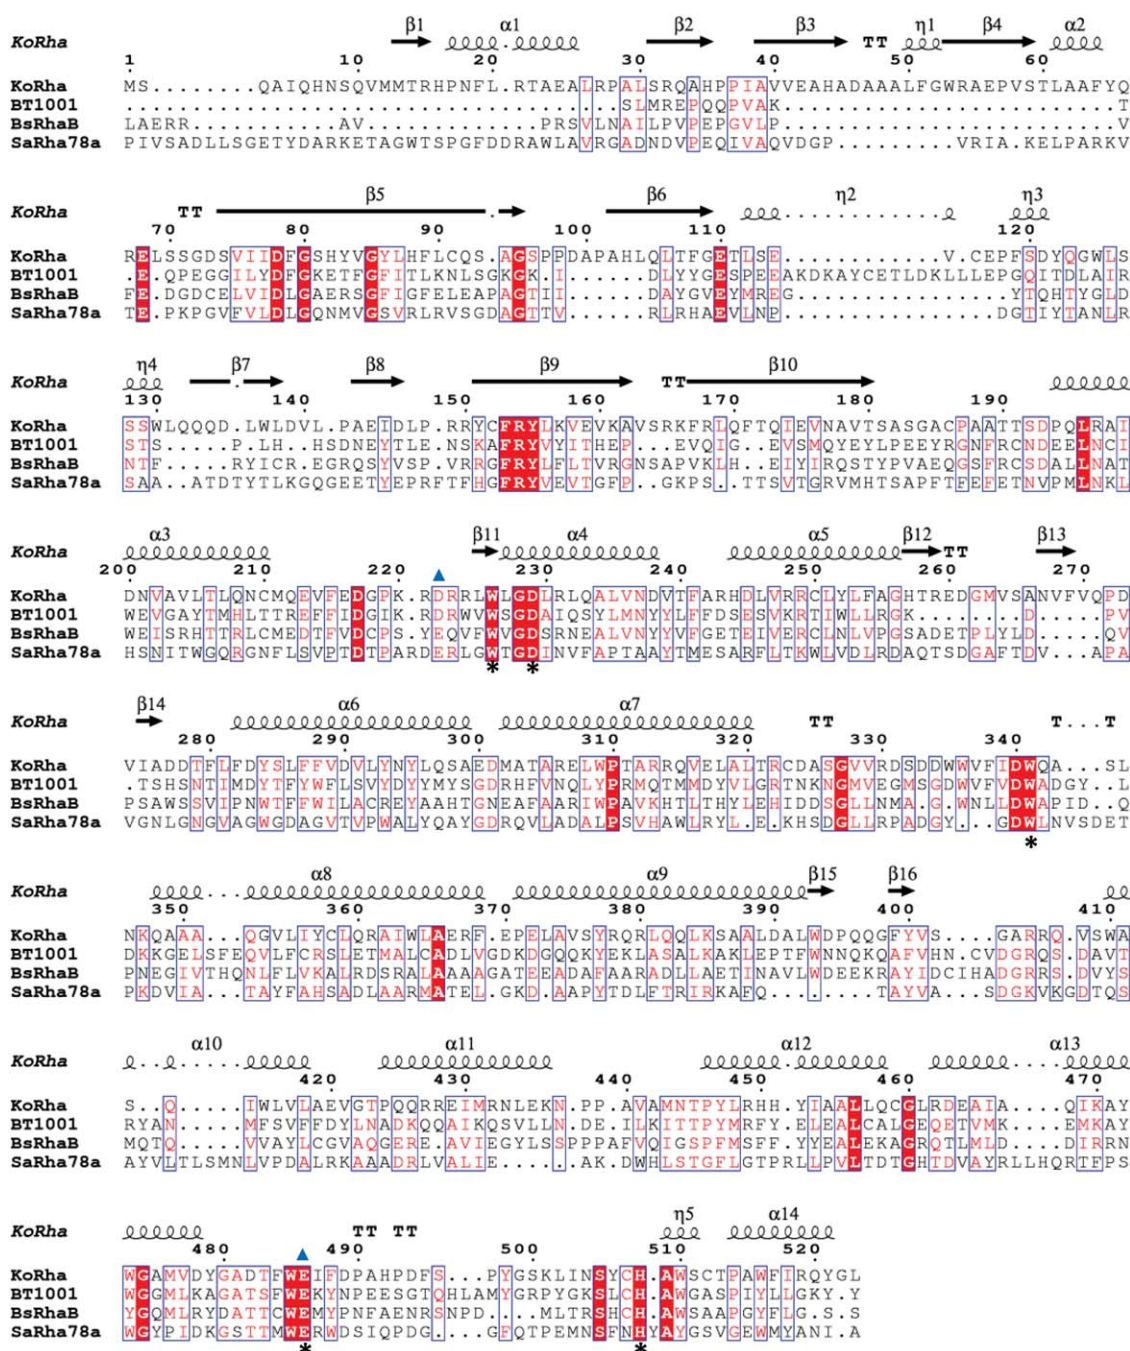 KoRha β1 α1 β2 β3 TT η1 β4 α2
1 10 20 30 40 50 60
KoRha MS........QAIQHNSQVMMTRHPNFL.RTAEALRPALSRQAHPPIAVVEAHADAAALFGWRAEPVSTLAAFYQ
BT1001 .....................................SLMREPQQPVAK..........................T
BsRhaB LAERR..........AV.............PRSVLNAILPVPEPGVLP.........................V
SaRha78a PIVSADLLSGETYDARKETAGWTSPGFDDRAWLAVRGADNDVPEQIVAQVDGP.........VRIA.KELPARKV
KoRha TT β5 β6 η2 η3
70 80 90 100 110 120
KoRha RELSSGDSVIIDFGSHYVGYLHFLCQS.AGSPPDAPAHLQLTFGETLSE............V.CEPFSDYQGWLS
BT1001 .E.QPEGGILYDFGKETFGFITLKNLSGKGK.I......DLYYGESPEEAKDKAYCETLDKLLLEPGQITDLAIR
BsRhaB FE.DGDCELVIDLGAERSGFIGFELEAPAGTII......DAYGVEYMREG................YTQHTYGLD
SaRha78a TE.PKPGVFVLDLGQNMVGSVRLRVSGDAGTTV......RLRHAEVLNP................DGTIYTANLR
KoRha η4 β7 β8 β9 TT β10
130 140 150 160 170 180 190
KoRha SSWLQQQD.LWLDVL.PAEIDLP.RRYCFRYLKVEVKAVSRKFRLQFTQIEVNAVTSASGACPAATTSDPQLRAI
BT1001 STS.....P.LH.HSDNEYTLE.NSKAFRYVYITHEP..EVQIG.EVSMQYEYLPEEYRGNFRCNDEELNCI
BsRhaB NTF....RYICR.EGRQSYVSP.VRRGFRYLFLTVRGNSAPVKLH..EIYIRQSTYPVAEQGSFRCSDALLNAT
SaRha78a SAA.ATDTYTLKGQGEETYEPRFTFHGFRYVEVTGFP..GKPS..TTSVTGRVMHTSAPFTFEFETNVPMLNKL
KoRha α3 β11 α4 α5 β12 TT β13
200 210 220 230 240 250 260 270
KoRha DNVAVLTLQNCMQEVFEDGPK.RDRRLWLGDLRLQALVNDVTFARHDLVRRCLYLFAGHTREDGMVSANVFVQPD
BT1001 WEVGAYTMHLTTREFFIDGIK.RDRWVWSGDAIQSYLMNYYLFFDSESVKRTIWLLRGK..........PV
BsRhaB WEISRHTTRLCMEDTFVDCPS.YEQVFWVGDSRNEALVNYYVFGETEIVERCLNLVPGSADETPLYLD.....QV
SaRha78a HSNITWGQRGNFLSVPTDTPARDERLGWTGDINVFAPTAAYTMESARFLTKWLVDLRDAQTSDGAFTDV...APA
* *
KoRha β14 α6 α7 TT T....T
280 290 300 310 320 330 340
KoRha VIADDTFLFDYSLFFVDVLYNYLQSAEDMATARELWPTARRQVELALTRCDASGVVRDSDDWWVFIDWQA...SL
BT1001 .TSHSNTIMDYTFYWFLSVYDYYMYSGDRHFVNQLYPRMQTMMDYVLGRTNKNGMVEGMSGDWVFVDWADGY..L
BsRhaB PSAWSSVIPNWTFFWILACREYAAHTGNEAFAARIWPAVKHTLTHYLEHIDDSGLLNMA.G.WNLLDWAPID..Q
SaRha78a VGNLGNGVAGWGDAGVTVPWALYQAYGDRQVLADALPSVHAWLRYL.E.KHSDGLLRPADGY...GDWLNVSDET
*
KoRha α8 α9 β15 β16
350 360 370 380 390 400 410
KoRha NKQAAA...QGVLIYCLQRAIWLAERF.EPELAVSYRQRLQQLKSAALDALWDPQQGFYVS....GARRQ.VSWA
BT1001 DKKGELSFEQVLFCRSLETMALCADLVGDKDGQQKYEKLASALKAKLEPTFWNNQKQAFVHN.CVDGRQS.DAVT
BsRhaB PNEGIVTHQNLFLVKALRDSRALAAAAGATEEADAFAARADLLAETINAVLWDEEKRAYIDCIHADGRRS.DVYS
SaRha78a PKDVIA...TAYFAHSADLAARMATEL.GKD.AAPYTDLFTRIRKAFQ......TAYVA...SDGKVKGDTQS
KoRha α10 α11 α12 α13
420 430 440 450 460 470
KoRha S..Q.....IWLVLAEVGTPQQRREIMRNLEKN.PP.AVAMNTPYLRHH.YIAALLQCGLRDEAIA....QIKAY
BT1001 RYAN.....MFSVFFDYLNADKQQAIKQSVLLN.DE.ILKITTPYMRFY.ELEALCALGEQETVMK....EMKAY
BsRhaB MQTQ.....VVAYLCGVAQGERE.AVIEGYLSSPPPAFVQIGSPFMSFF.YYEALEKAGRQTLMLD....DIRRN
SaRha78a AYVLTLSMNLVPDALRKAAADRLVALIE.....AK.DWHLSTGFLGTPRLLPVLTDTGHTDVAYRLLHQRTFPS
KoRha TT TT η5 α14
480 490 500 510 520
KoRha WGAMVDYGADTFWEIFDPAHPDFS...PYGSKLINSYCH.AWSCTPAWFIRQYGL
BT1001 WGGMLKAGATSFWEKYNPEESGTQHLAMYGRPYGKSLCH.AWGASPIYLLGKY.Y
BsRhaB YGQMLRYDATTCWEMYPNFAENRSNPD..MLTRSHCH.AWSAAPGYFLG.S.S
SaRha78a WGYPIDKGSTTMWERWDSIQPDG...GFQTPEMNSFNHYAYGSVGEWMYANI.A
* *